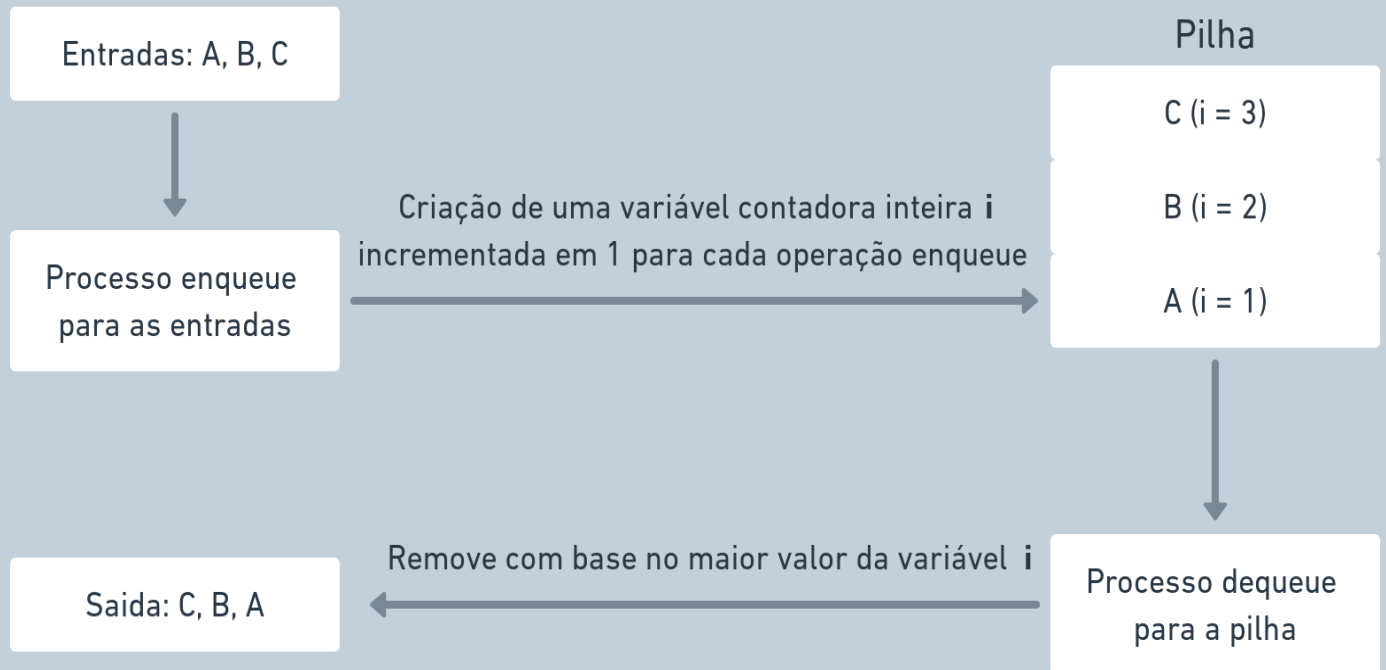 Entradas: A, B, C
Pilha
C (i = 3)
B (i = 2)
A (i = 1)
Criação de uma variável contadora inteira i
incrementada em 1 para cada operação enqueue
Processo enqueue
para as entradas
Remove com base no maior valor da variável i
Processo dequeue
para a pilha
Saida: C, B, A